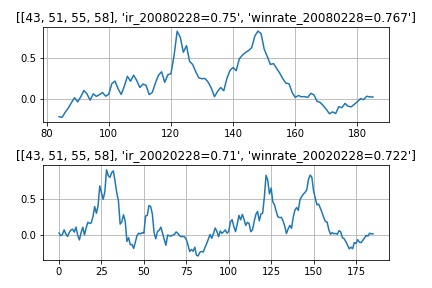 [[43, 51, 55, 58], 'ir_20080228=0.75', 'winrate_20080228=0.767']
0.5
0.0
80 100 120 140 160 180
[[43, 51, 55, 58], 'ir_20020228=0.71', 'winrate_20020228=0.722']
0.5
0.0
0 25 50 75 100 125 150 175